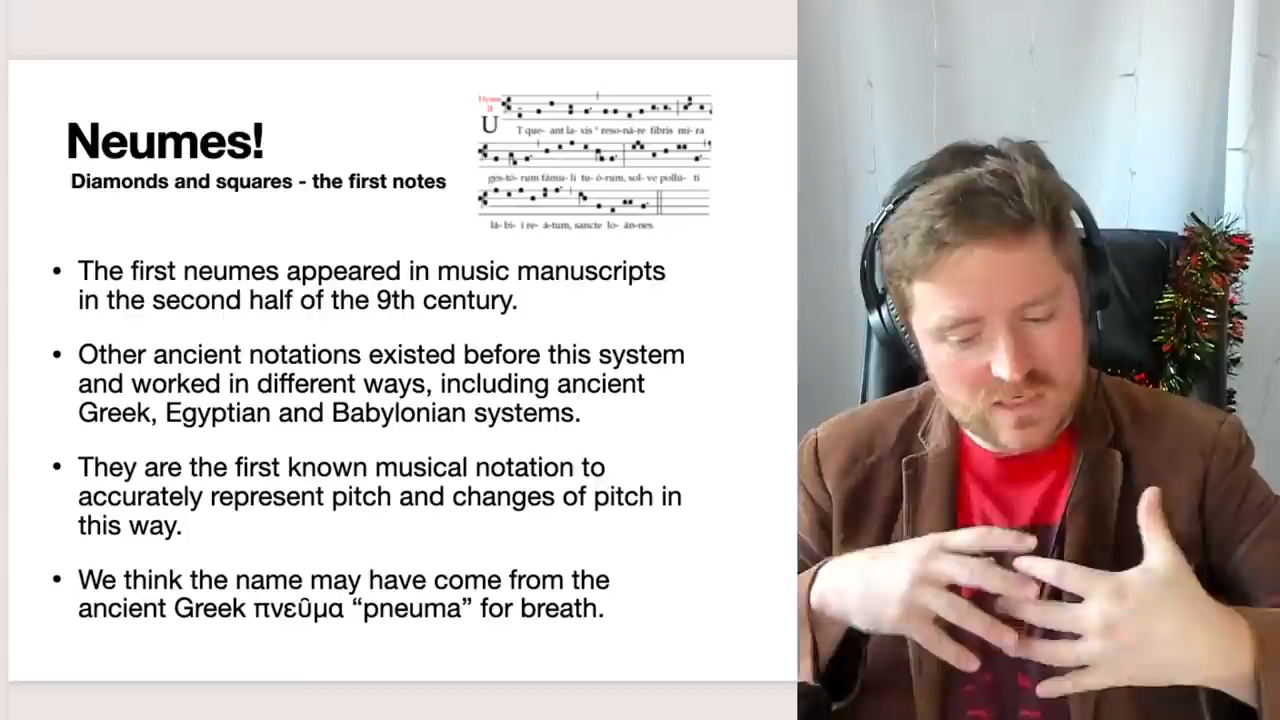 Neumes!
Diamonds and squares - the first notes
Hymn.
II
U
T que- ant la- xis * reso-ná-re fibris mi- ra
ges-tó- rum fámu- li tu- ó-rum, sol- ve pollú- ti
lá- bi- i re- á-tum, sancte Io- án-nes.
• The first neumes appeared in music manuscripts
in the second half of the 9th century.
• Other ancient notations existed before this system
and worked in different ways, including ancient
Greek, Egyptian and Babylonian systems.
• They are the first known musical notation to
accurately represent pitch and changes of pitch in
this way.
• We think the name may have come from the
ancient Greek πνεῦμα “pneuma” for breath.